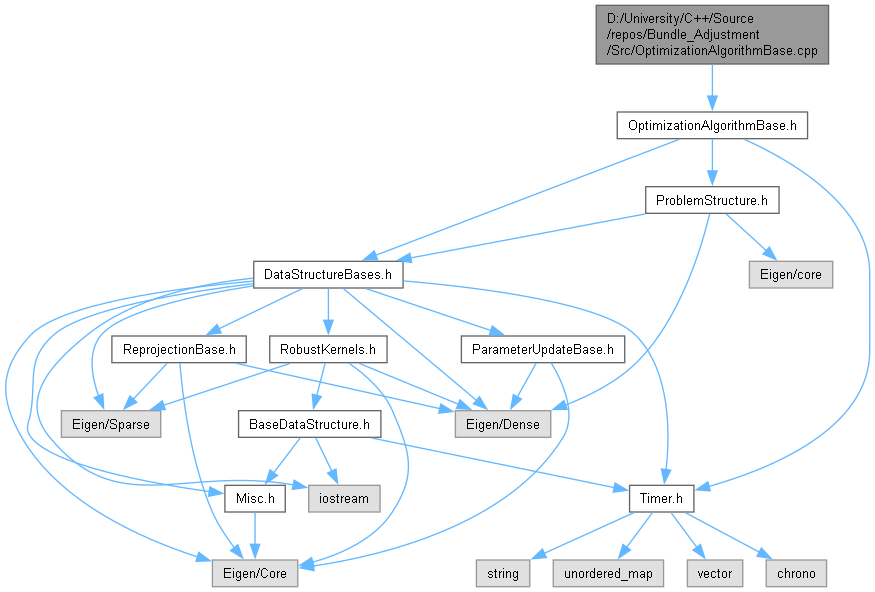 D:/University/C++/Source
/repos/Bundle_Adjustment
/Src/OptimizationAlgorithmBase.cpp
OptimizationAlgorithmBase.h
ProblemStructure.h
DataStructureBases.h
Eigen/core
ReprojectionBase.h
RobustKernels.h
ParameterUpdateBase.h
Eigen/Sparse
BaseDataStructure.h
Eigen/Dense
Misc.h
iostream
Timer.h
Eigen/Core
string
unordered_map
vector
chrono